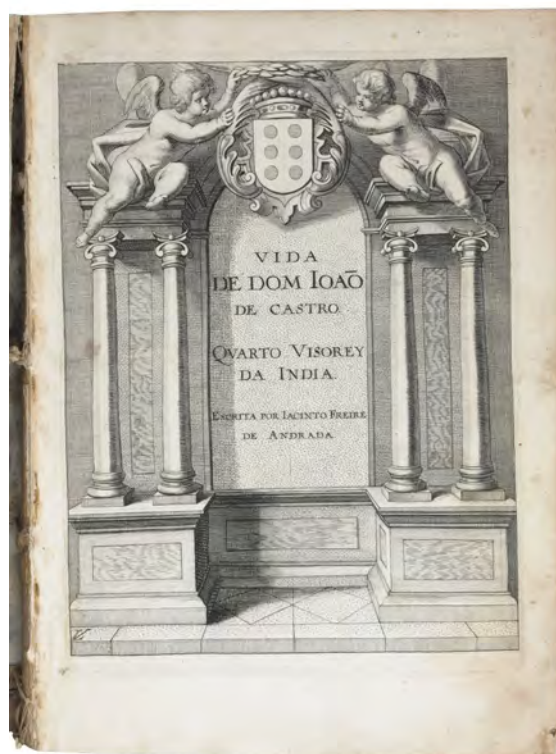 VIDA
DE DOM IOAÕ
DE CASTRO.
QVARTO VISOREY
DA INDIA.
ESCRITA POR IACINTO FREIRE
DE ANDRADA